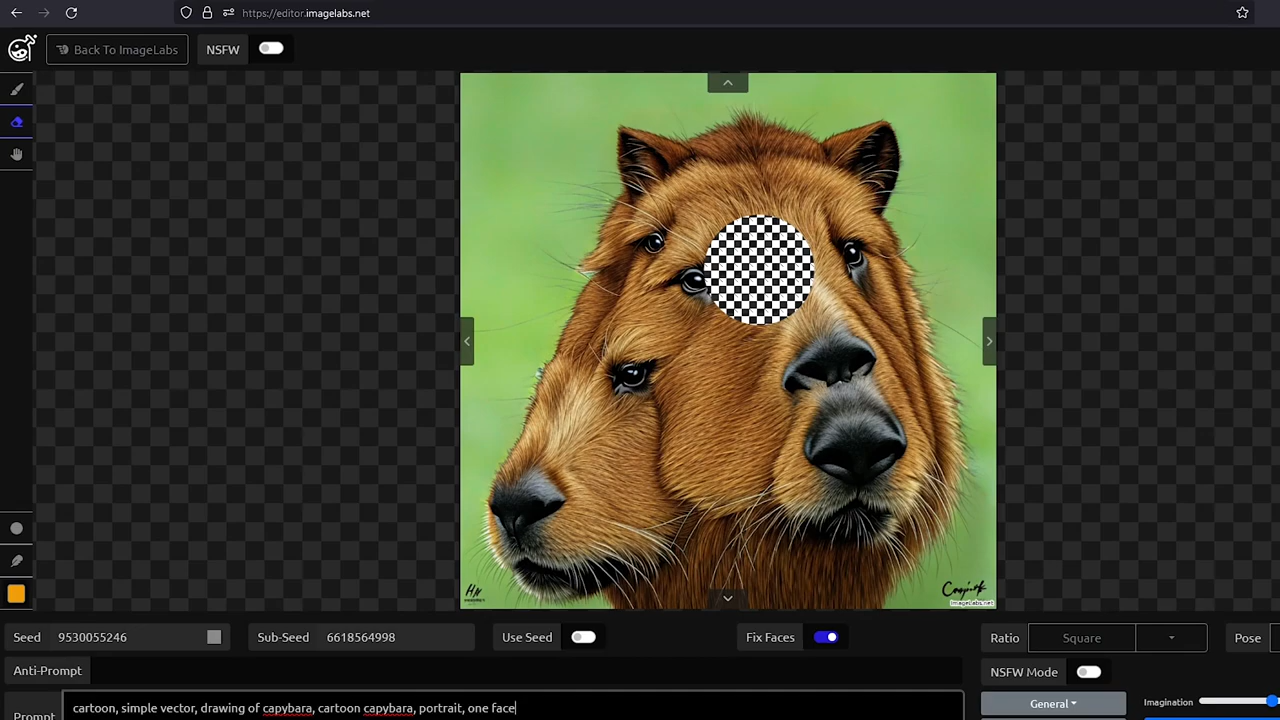 https://editor.imagelabs.net
Back To ImageLabs
NSFW
ImageLabs.net
Seed 9530055246 Sub-Seed 6618564998 Use Seed Fix Faces Ratio Square Pose
Anti-Prompt NSFW Mode
Prompt cartoon, simple vector, drawing of capybara, cartoon capybara, portrait, one face General Imagination